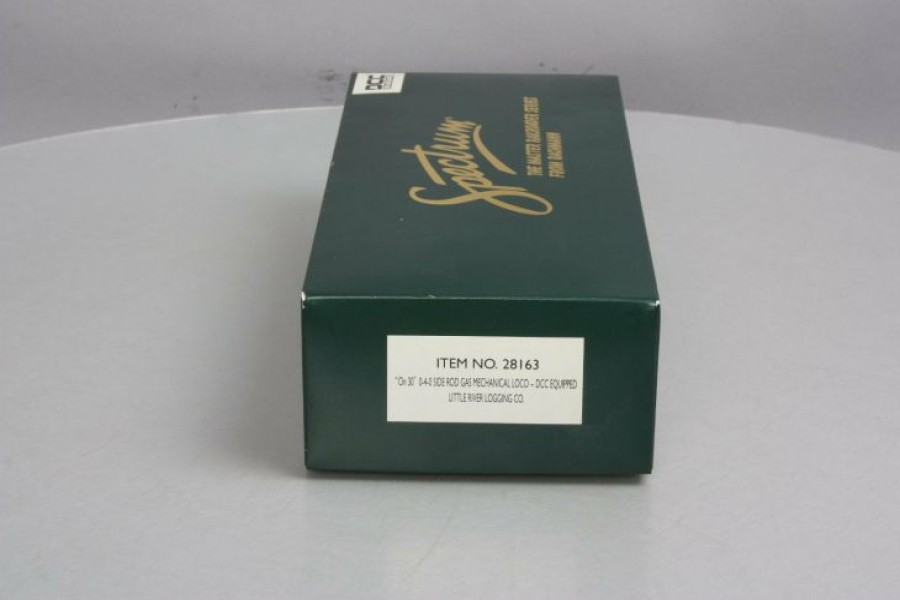 DCC
Spectrum
THE MASTER RAILROADER SERIES
FROM BACHMANN
ITEM NO. 28163
"On 30" 0-4-0 SIDE ROD GAS MECHANICAL LOCO – DCC EQUIPPED
LITTLE RIVER LOGGING CO.